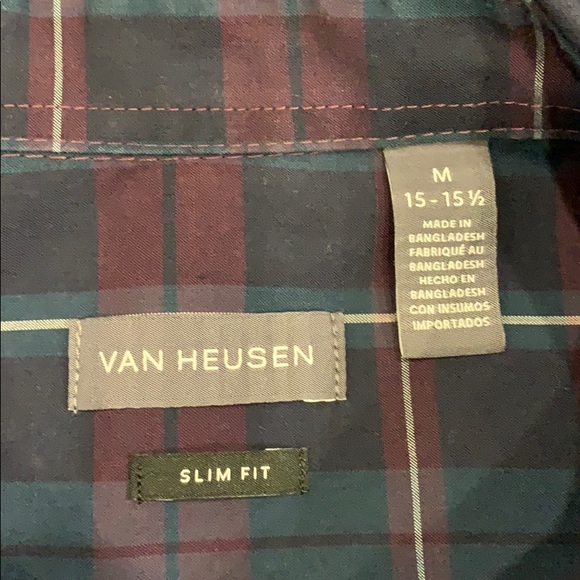 M
15 - 15 ½
MADE IN
BANGLADESH
FABRIQUÉ AU
BANGLADESH
HECHO EN
BANGLADESH
CON INSUMOS
IMPORTADOS
VAN HEUSEN
SLIM FIT